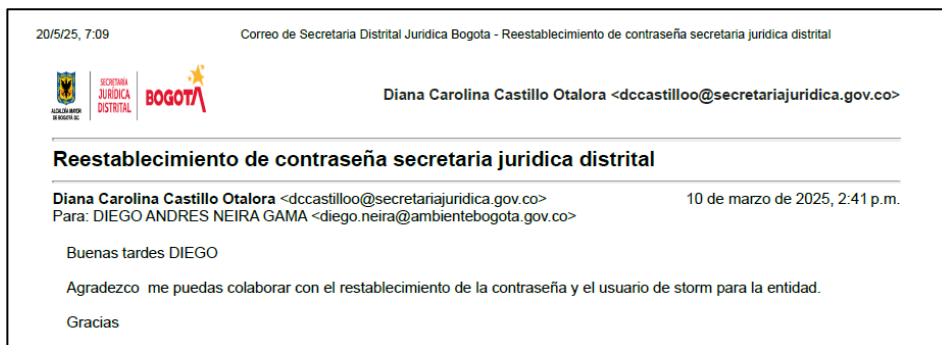 20/5/25, 7:09 Correo de Secretaria Distrital Juridica Bogota - Reestablecimiento de contraseña secretaria juridica distrital
ALCALDÍA MAYOR
DE BOGOTÁ D.C.
SECRETARÍA
JURÍDICA
DISTRITAL
BOGOTÁ
Diana Carolina Castillo Otalora <dccastilloo@secretariajuridica.gov.co>
Reestablecimiento de contraseña secretaria juridica distrital
Diana Carolina Castillo Otalora <dccastilloo@secretariajuridica.gov.co> 10 de marzo de 2025, 2:41 p.m.
Para: DIEGO ANDRES NEIRA GAMA <diego.neira@ambientebogota.gov.co>
Buenas tardes DIEGO
Agradezco me puedas colaborar con el restablecimiento de la contraseña y el usuario de storm para la entidad.
Gracias